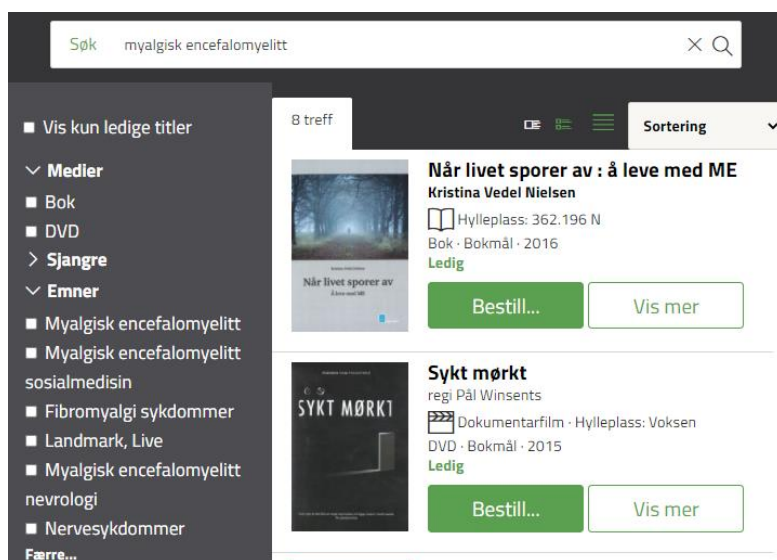 Søk myalgisk encefalomyelitt
Vis kun ledige titler
Medier
Bok
DVD
Sjangre
Emner
Myalgisk encefalomyelitt
Myalgisk encefalomyelitt
sosialmedisin
Fibromyalgi sykdommer
Landmark, Live
Myalgisk encefalomyelitt
nevrologi
Nervesykdommer
Færre...
8 treff
Sortering
Når livet sporer av
Å leve med ME
Når livet sporer av : å leve med ME
Kristina Vedel Nielsen
Hylleplass: 362.196 N
Bok · Bokmål · 2016
Ledig
Bestill... Vis mer
SYKT MØRKT
Sykt mørkt
regi Pål Winsents
Dokumentarfilm · Hylleplass: Voksen
DVD · Bokmål · 2015
Ledig
Bestill... Vis mer